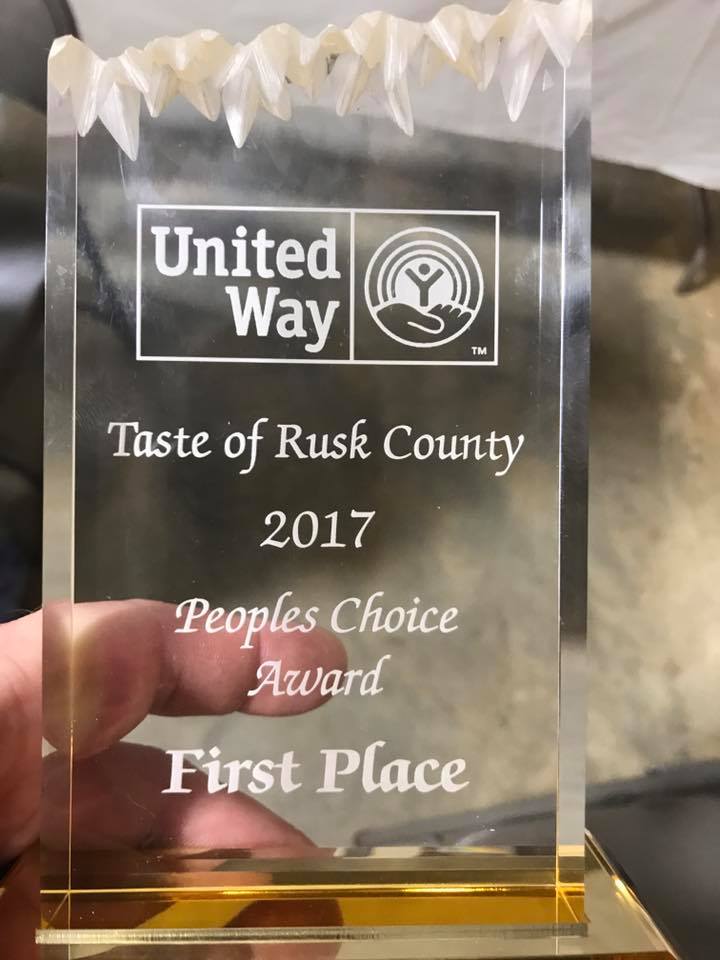 United
Way
TM
Taste of Rusk County
2017
Peoples Choice
Award
First Place